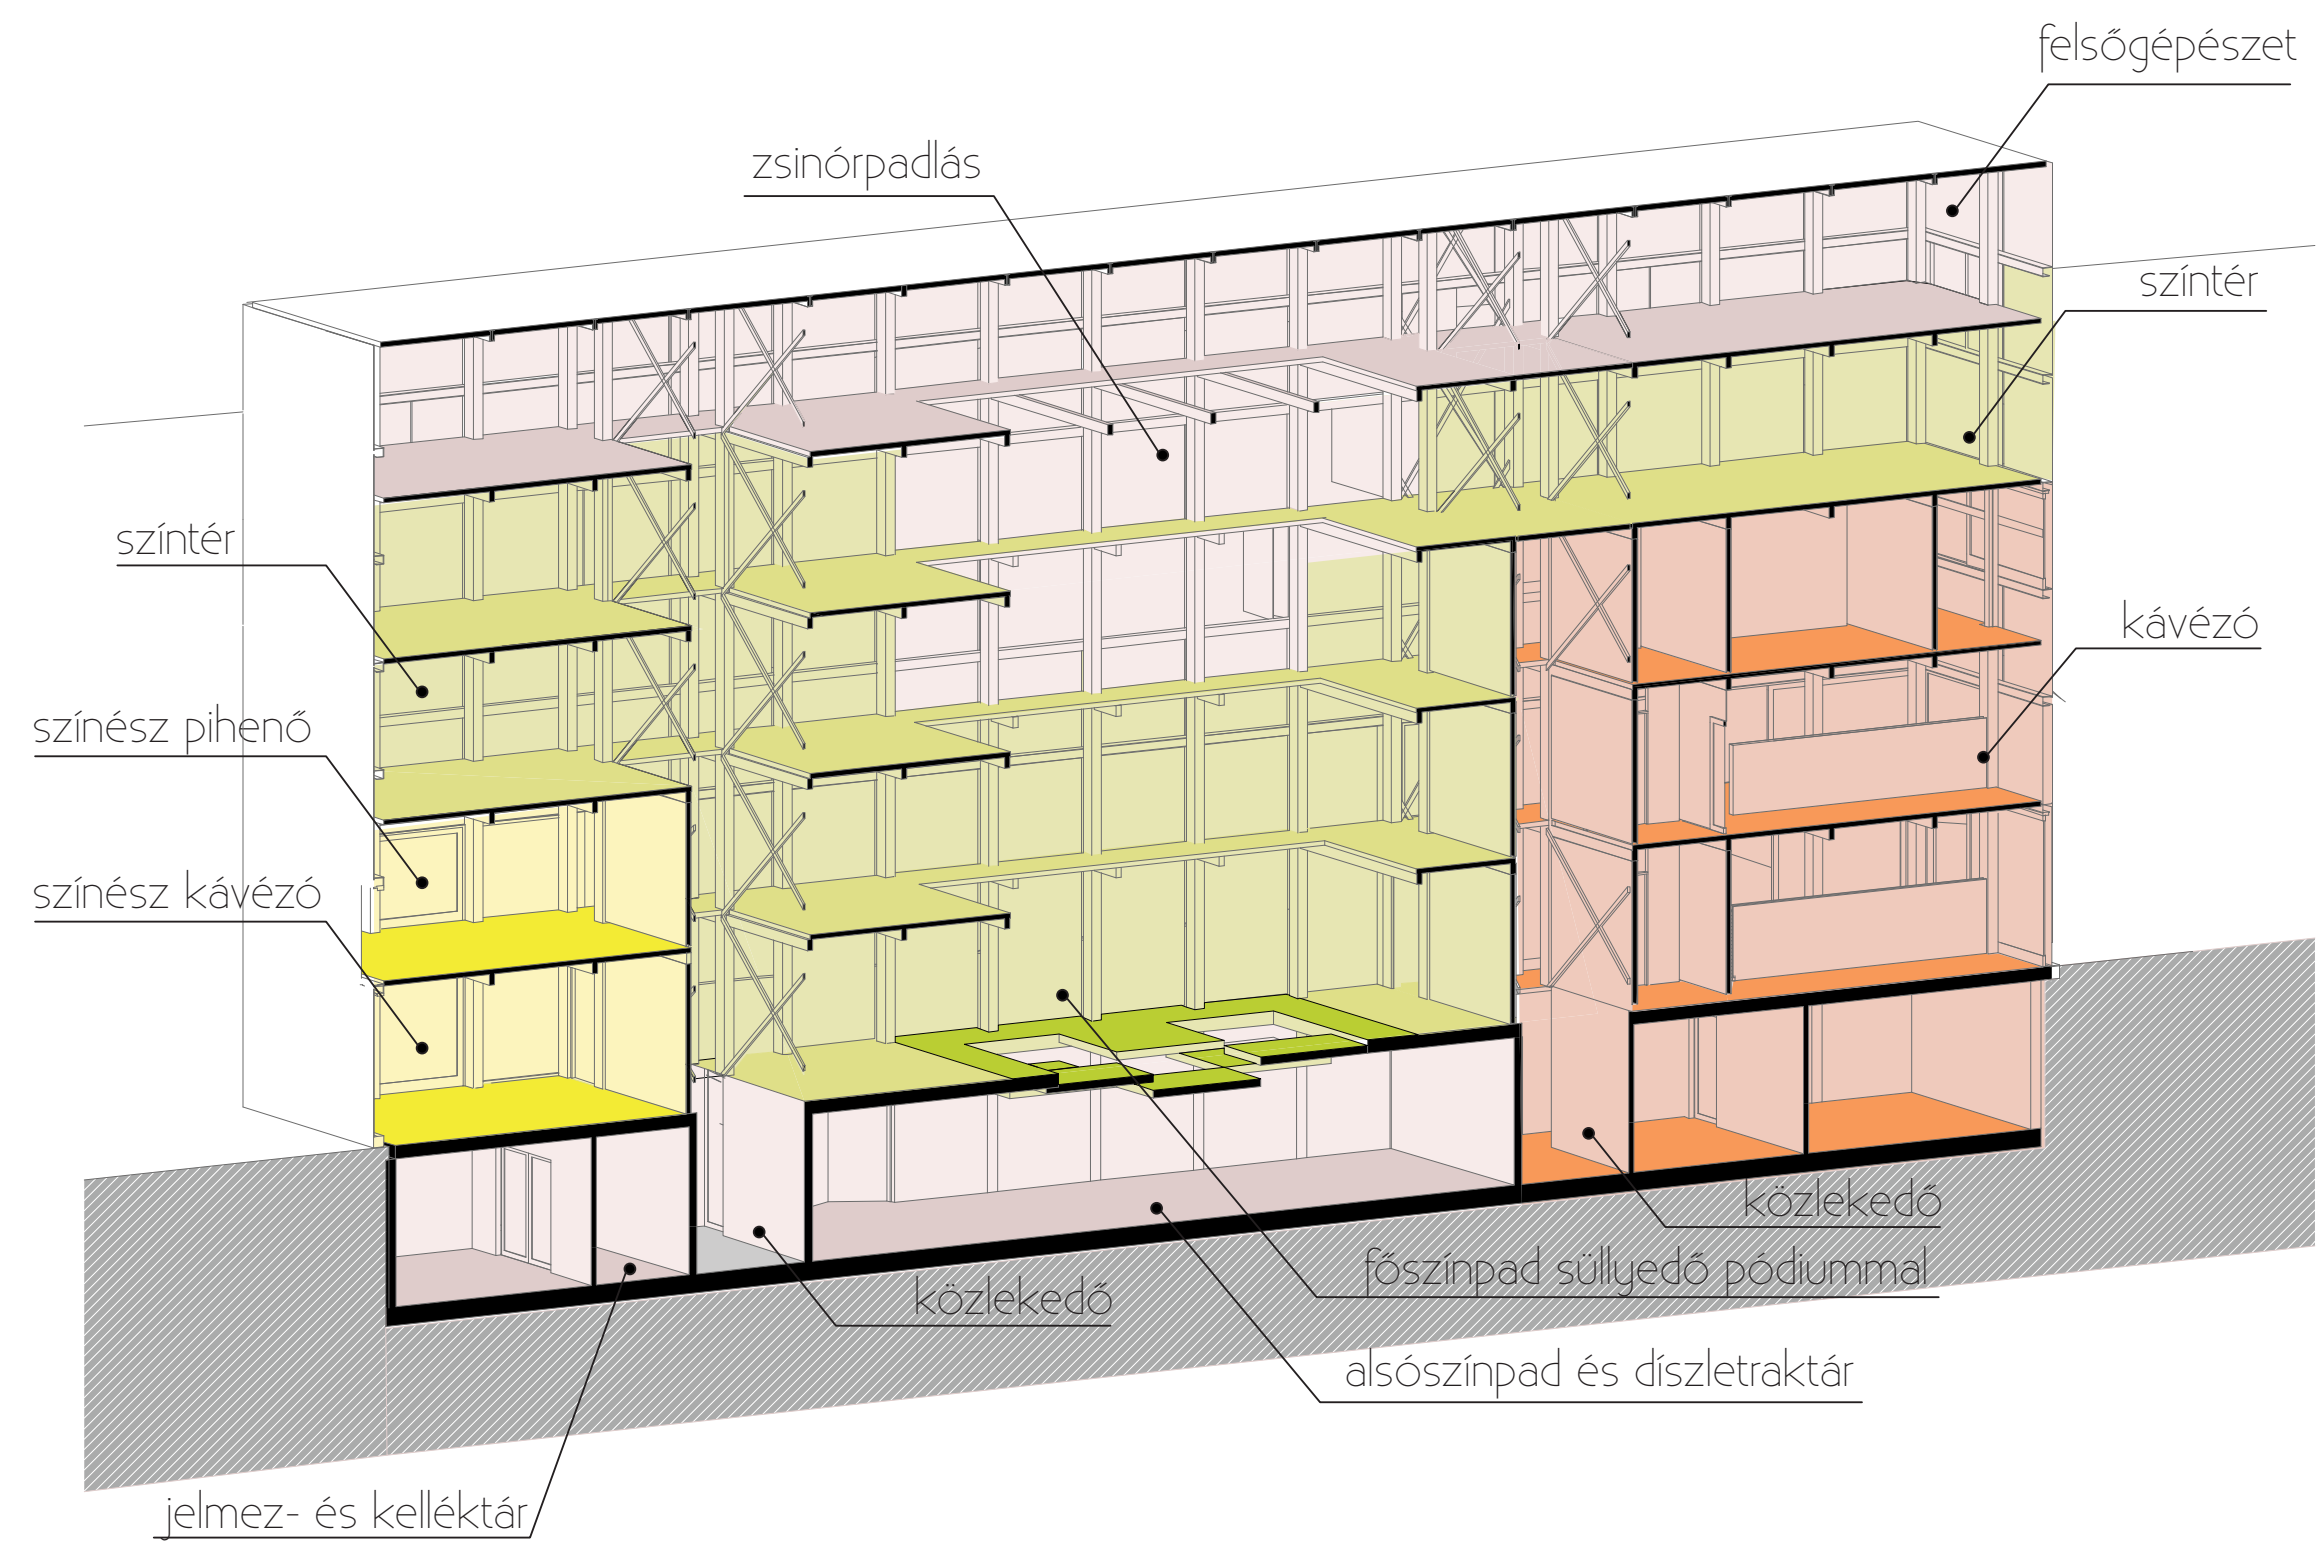 felsőgépészet
zsinórpadlás
színtér
színtér
kávézó
színész pihenő
színész kávézó
közlekedő
főszínpad süllyedő pódiummal
közlekedő
alsószínpad és díszletraktár
jelmez- és kelléktár